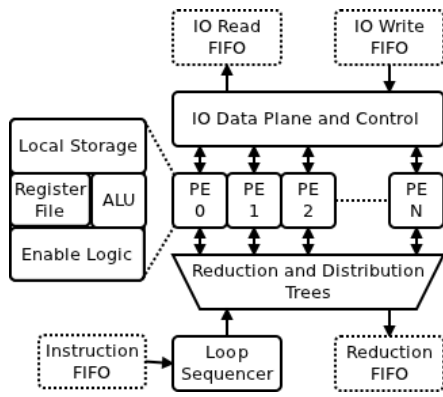 IO Read
FIFO
IO Write
FIFO
IO Data Plane and Control
Local Storage
Register
File
ALU
Enable Logic
PE
0
PE
1
PE
2
PE
N
Reduction and Distribution
Trees
Instruction
FIFO
Loop
Sequencer
Reduction
FIFO